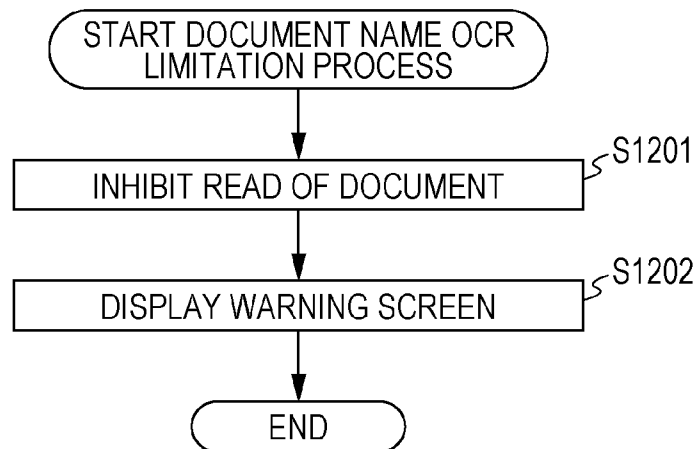 START DOCUMENT NAME OCR
LIMITATION PROCESS
S1201
INHIBIT READ OF DOCUMENT
S1202
DISPLAY WARNING SCREEN
END